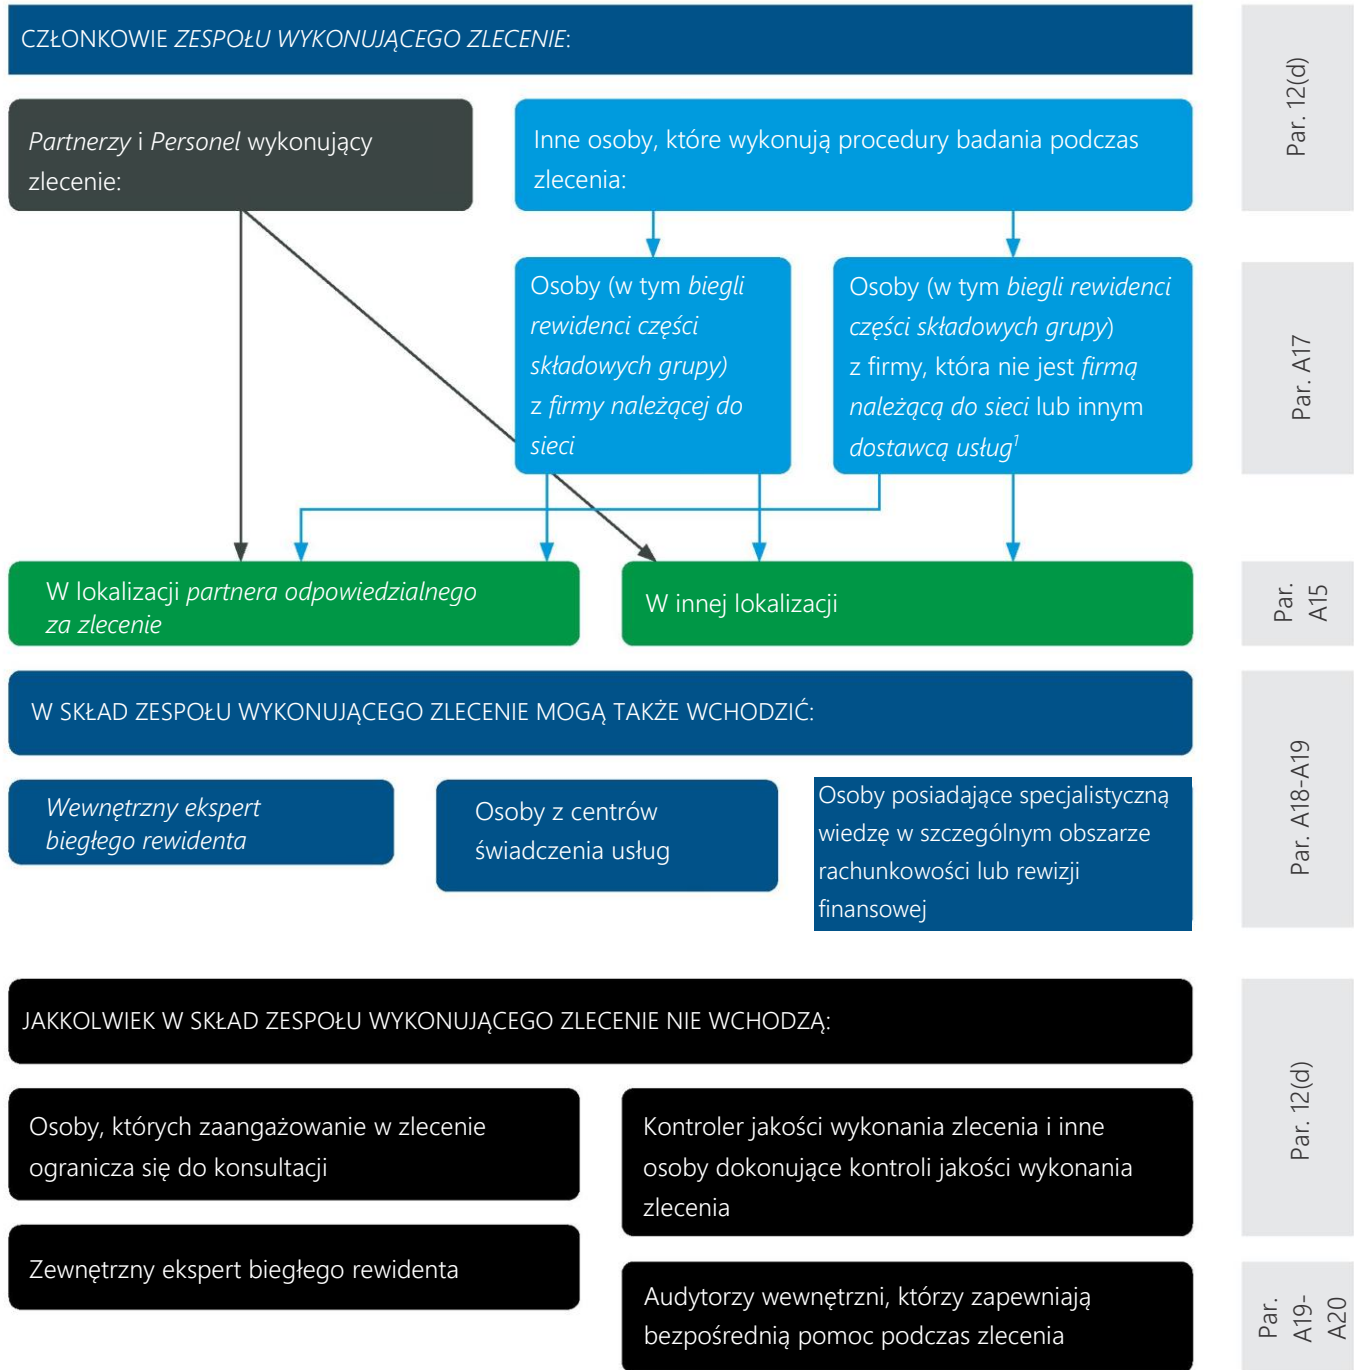 CZŁONKOWIE ZESPOŁU WYKONUJĄCEGO ZLECENIE:
Par. 12(d)
Partnerzy i Personel wykonujący
zlecenie:
Inne osoby, które wykonują procedury badania podczas
zlecenia:
Osoby (w tym biegli
rewidenci części
składowych grupy)
z firmy należącej do
sieci
Osoby (w tym biegli rewidenci
części składowych grupy)
z firmy, która nie jest firmą
należącą do sieci lub innym
dostawcą usług1
Par. A17
W lokalizacji partnera odpowiedzialnego
za zlecenie
W innej lokalizacji
Par.
A15
W SKŁAD ZESPOŁU WYKONUJĄCEGO ZLECENIE MOGĄ TAKŻE WCHODZIĆ:
Par. A18-A19
Wewnętrzny ekspert
biegłego rewidenta
Osoby z centrów
świadczenia usług
Osoby posiadające specjalistyczną
wiedzę w szczególnym obszarze
rachunkowości lub rewizji
finansowej
JAKKOLWIEK W SKŁAD ZESPOŁU WYKONUJĄCEGO ZLECENIE NIE WCHODZĄ:
Par. 12(d)
Osoby, których zaangażowanie w zlecenie
ogranicza się do konsultacji
Kontroler jakości wykonania zlecenia i inne
osoby dokonujące kontroli jakości wykonania
zlecenia
Zewnętrzny ekspert biegłego rewidenta
Audytorzy wewnętrzni, którzy zapewniają
bezpośrednią pomoc podczas zlecenia
Par.
A19-
A20